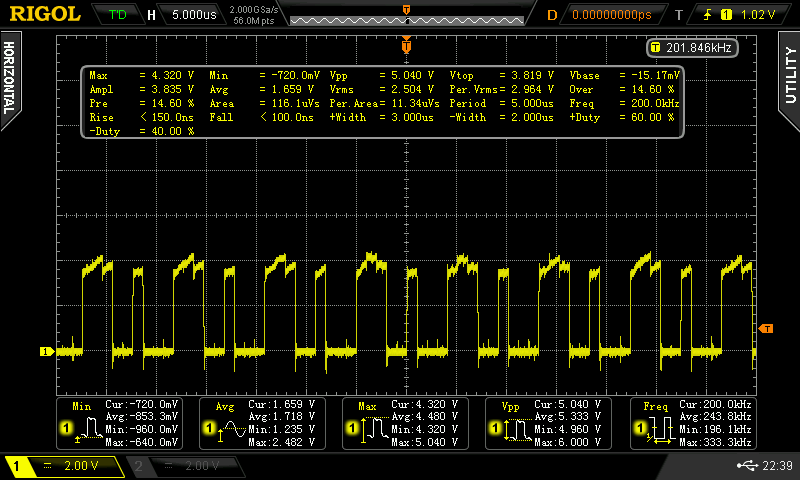 RIGOL T'D H 5.000us 2.000GSa/s 56.0M pts T D 0.00000000ps T 1 1.02 V
HORIZONTAL
UTILITY
T
T 201.846kHz
Max = 4.320 V Min = -720.0mV Vpp = 5.040 V Vtop = 3.819 V Vbase = -15.17mV
Ampl = 3.835 V Avg = 1.659 V Vrms = 2.504 V Per.Vrms= 2.964 V Over = 14.60 %
Pre = 14.60 % Area = 116.1uVs Per.Area= 11.34uVs Period = 5.000us Freq = 200.0kHz
Rise < 150.0ns Fall < 100.0ns +Width = 3.000us -Width = 2.000us +Duty = 60.00 %
-Duty = 40.00 %
T
1
Min
1
Cur:-720.0mV
Avg:-853.3mV
Min:-960.0mV
Max:-640.0mV
Avg
1
Cur:1.659 V
Avg:1.718 V
Min:1.235 V
Max:2.482 V
Max
1
Cur:4.320 V
Avg:4.480 V
Min:4.320 V
Max:5.040 V
Vpp
1
Cur:5.040 V
Avg:5.333 V
Min:4.960 V
Max:6.000 V
Freq
1
Cur:200.0kHz
Avg:243.8kHz
Min:196.1kHz
Max:333.3kHz
1 2.00 V 2 2.00 V 22:39